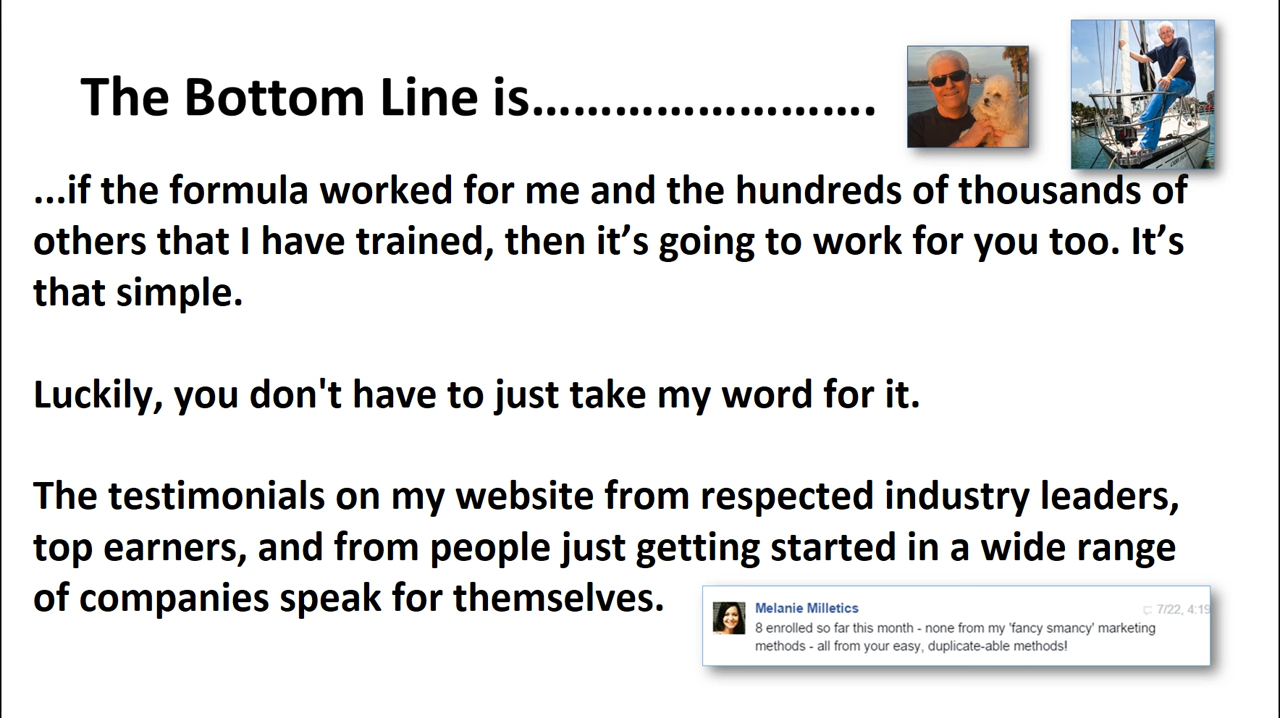 The Bottom Line is…………………….
...if the formula worked for me and the hundreds of thousands of
others that I have trained, then it’s going to work for you too. It’s
that simple.
Luckily, you don't have to just take my word for it.
The testimonials on my website from respected industry leaders,
top earners, and from people just getting started in a wide range
of companies speak for themselves.
Melanie Milletics
7/22, 4:19
8 enrolled so far this month - none from my 'fancy smancy' marketing
methods - all from your easy, duplicate-able methods!